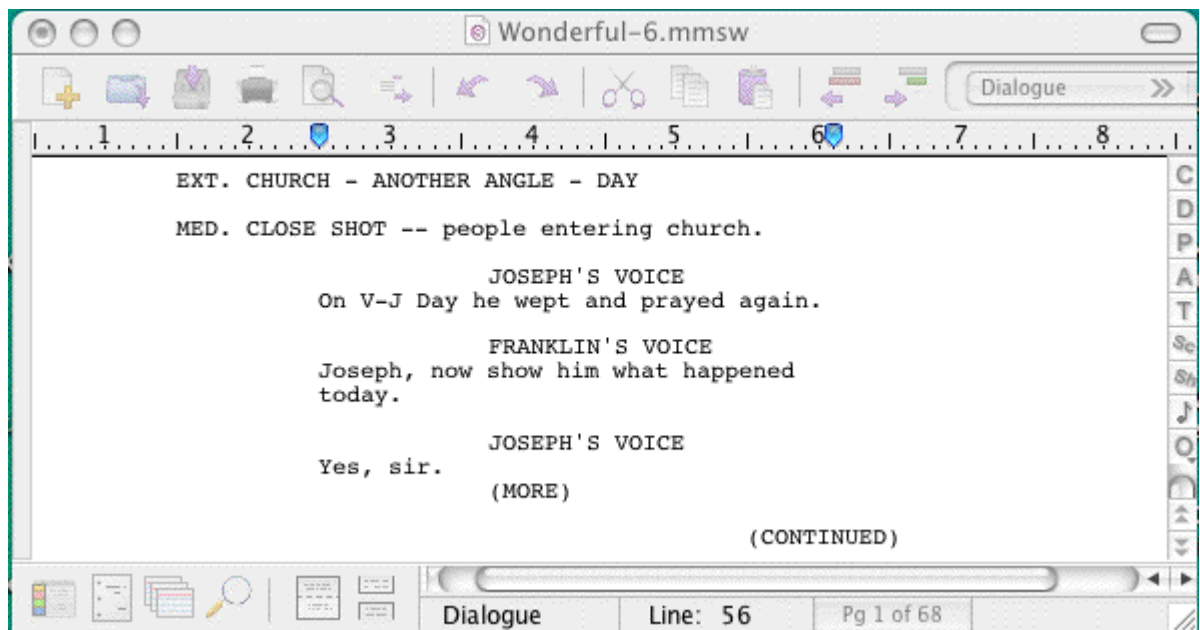 Wonderful-6.mmsw
Dialogue
1 2 3 4 5 6 7 8
EXT. CHURCH - ANOTHER ANGLE - DAY
MED. CLOSE SHOT -- people entering church.
JOSEPH'S VOICE
On V-J Day he wept and prayed again.
FRANKLIN'S VOICE
Joseph, now show him what happened
today.
JOSEPH'S VOICE
Yes, sir.
(MORE)
(CONTINUED)
C
D
P
A
T
Sc
Sh
Q
Dialogue Line: 56 Pg 1 of 68